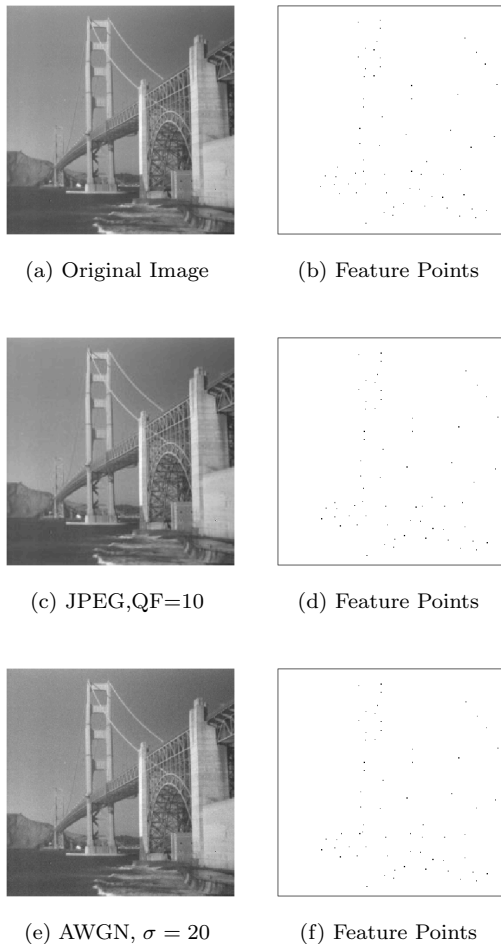 (a) Original Image
(b) Feature Points
(c) JPEG,QF=10
(d) Feature Points
(e) AWGN, σ = 20
(f) Feature Points